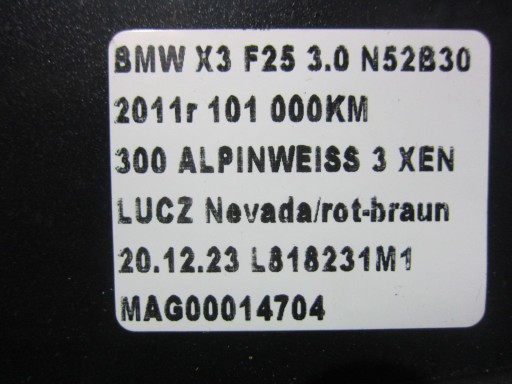 BMW X3 F25 3.0 N52B30
2011r 101 000KM
300 ALPINWEISS 3 XEN
LUCZ Nevada/rot-braun
20.12.23 L818231M1
MAG00014704